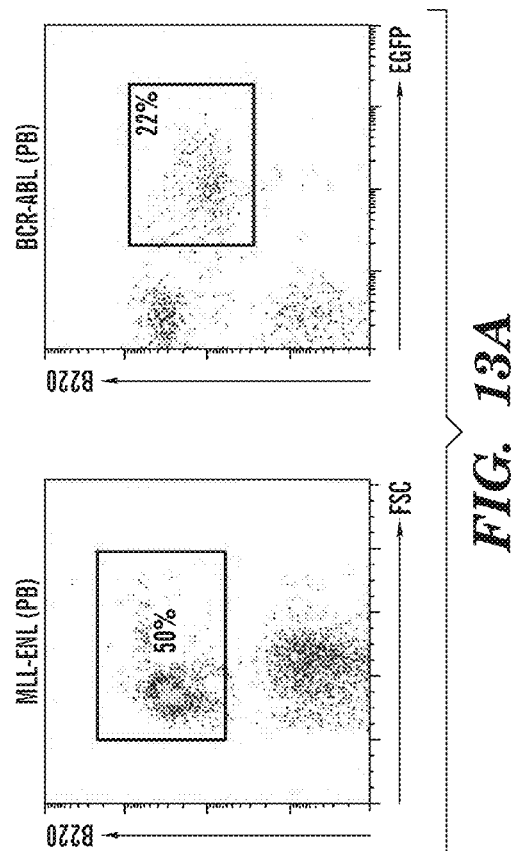 MLL-ENL (PB)
B220
50%
FSC
BCR-ABL (PB)
B220
22%
EGFP
FIG. 13A